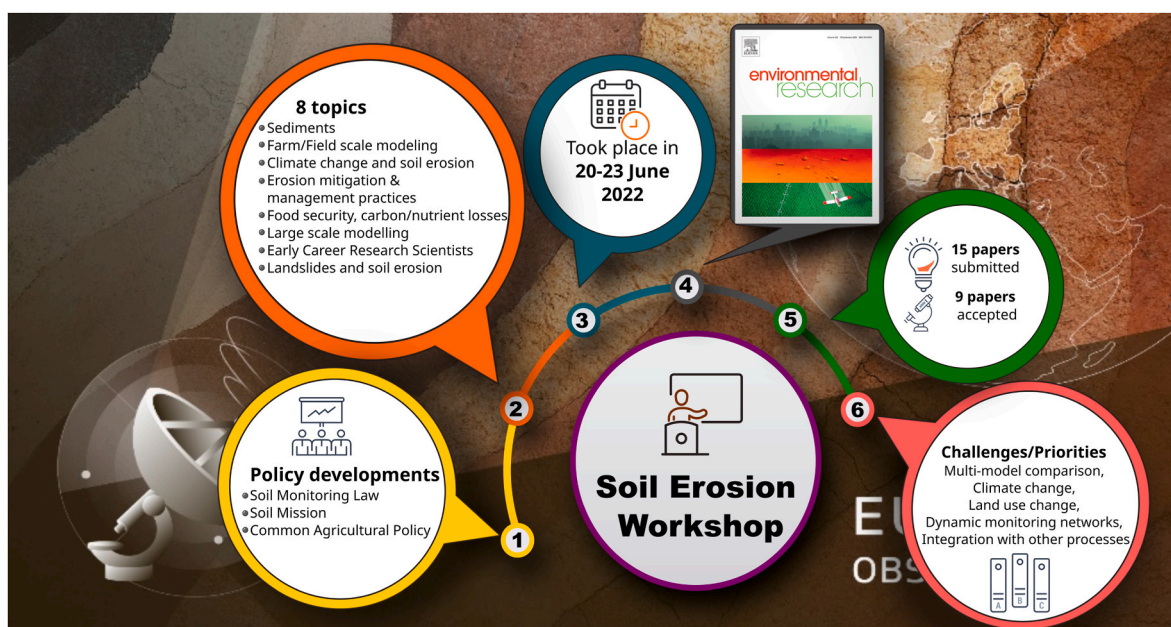 Policy developments
Soil Monitoring Law
Soil Mission
Common Agricultural Policy
1
8 topics
Sediments
Farm/Field scale modeling
Climate change and soil erosion
Erosion mitigation &
management practices
Food security, carbon/nutrient losses
Large scale modelling
Early Career Research Scientists
Landslides and soil erosion
2
Took place in
20-23 June
2022
3
environmental
research
4
15 papers
submitted
9 papers
accepted
5
Challenges/Priorities
Multi-model comparison,
Climate change,
Land use change,
Dynamic monitoring networks,
Integration with other processes
A B C
6
Soil Erosion
Workshop
OBS